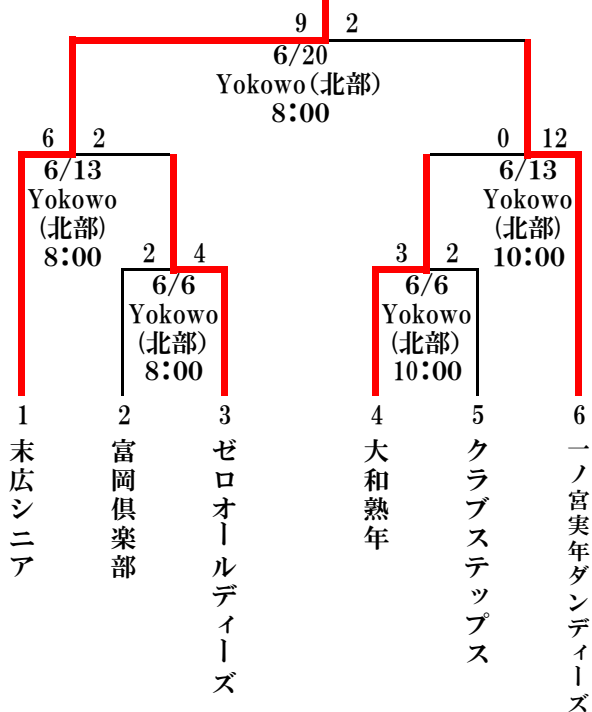 9 2
6/20
Yokowo(北部)
8:00
6 2
6/13
Yokowo
(北部)
8:00
0 12
6/13
Yokowo
(北部)
10:00
2 4
6/6
Yokowo
(北部)
8:00
3 2
6/6
Yokowo
(北部)
10:00
1
末広シニア
2
富岡倶楽部
3
ゼロオールディーズ
4
大和熟年
5
クラブステップス
6
一ノ宮実年ダンディーズ